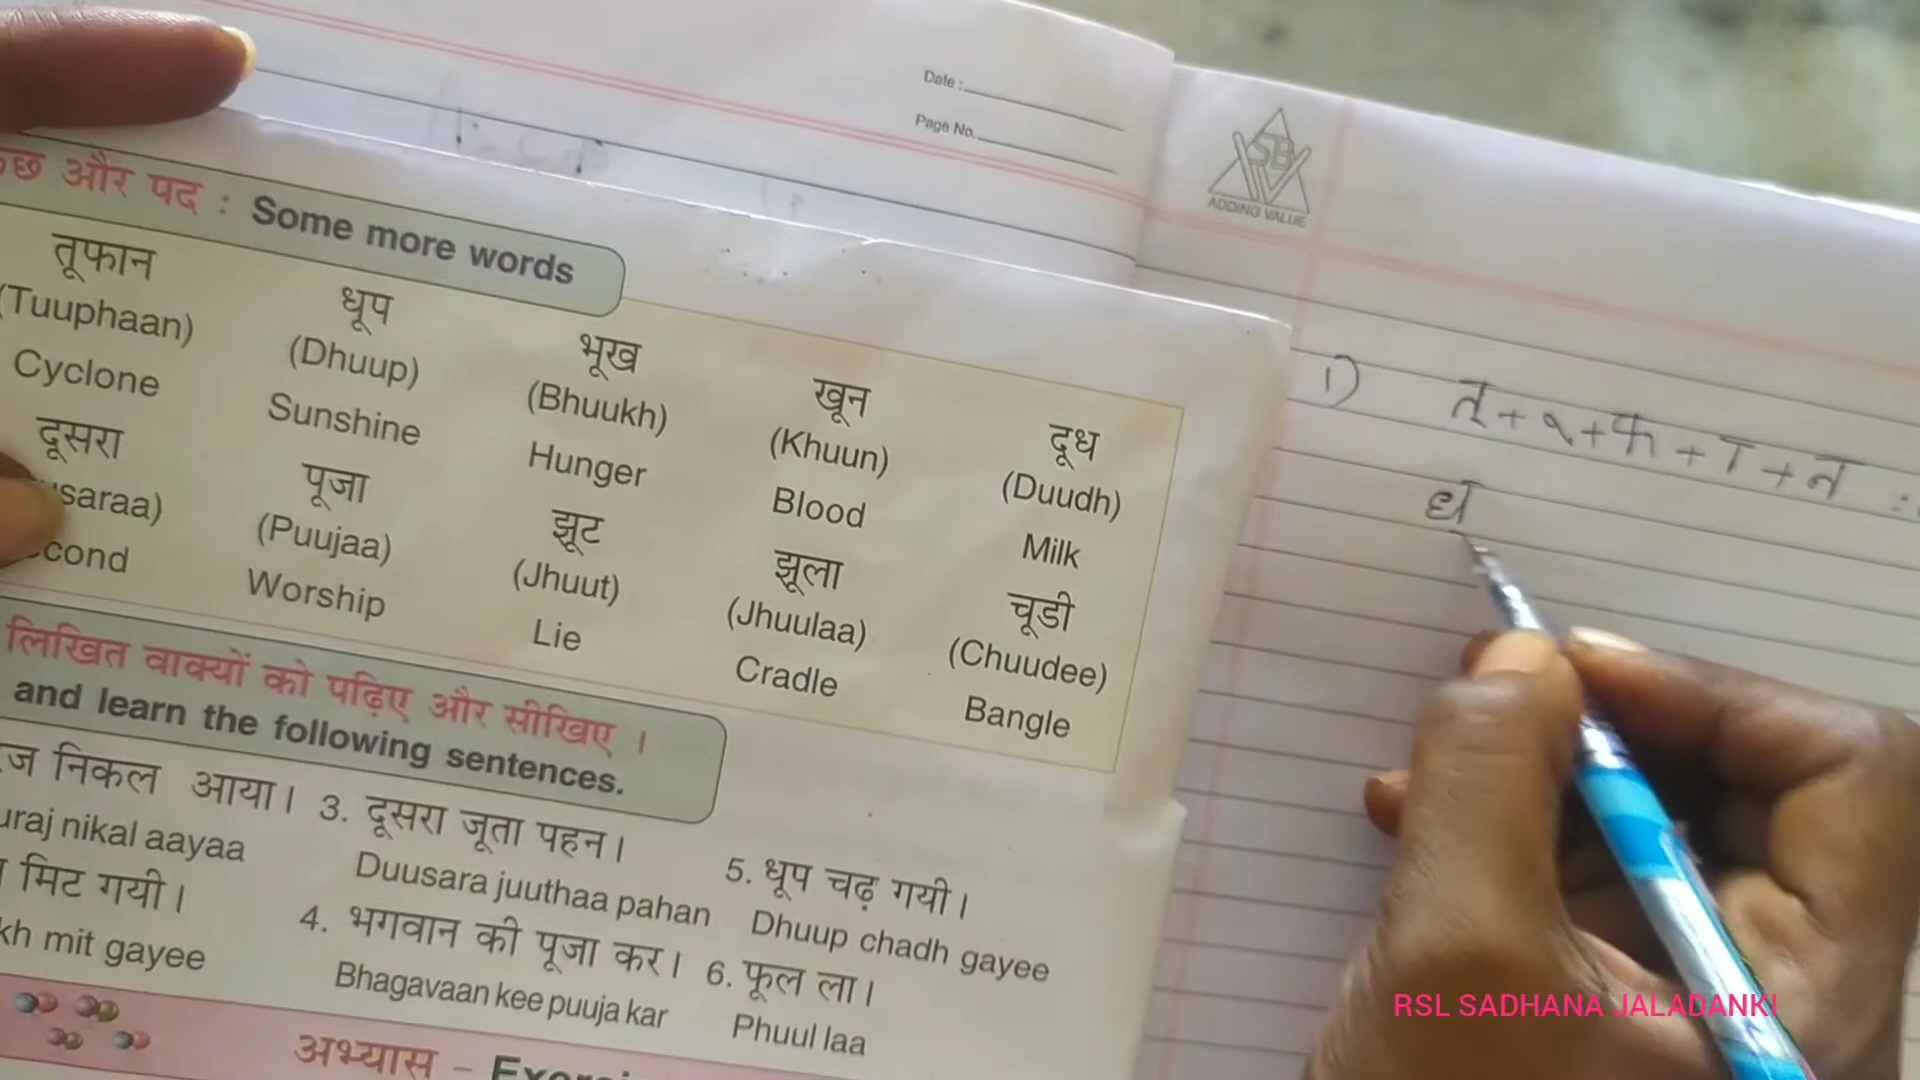 Date :
Page No.
SBV
ADDING VALUE
और पद : Some more words
तूफान
(Tuuphaan)
Cyclone
धूप
(Dhuup)
Sunshine
भूख
(Bhuukh)
Hunger
खून
(Khuun)
Blood
दूध
(Duudh)
Milk
दूसरा
saraa)
cond
पूजा
(Puujaa)
Worship
झूट
(Jhuut)
Lie
झूला
(Jhuulaa)
Cradle
चूडी
(Chuudee)
Bangle
लिखित वाक्यों को पढ़िए और सीखिए ।
and learn the following sentences.
ज निकल आया।
uraj nikal aayaa
मिट गयी।
kh mit gayee
3. दूसरा जूता पहन।
Duusara juuthaa pahan
4. भगवान की पूजा कर।
Bhagavaan kee puuja kar
5. धूप चढ़ गयी।
Dhuup chadh gayee
6. फूल ला।
Phuul laa
अभ्यास –
1) त् + ू + फ + ा + न :
ध
RSL SADHANA JALADANKI